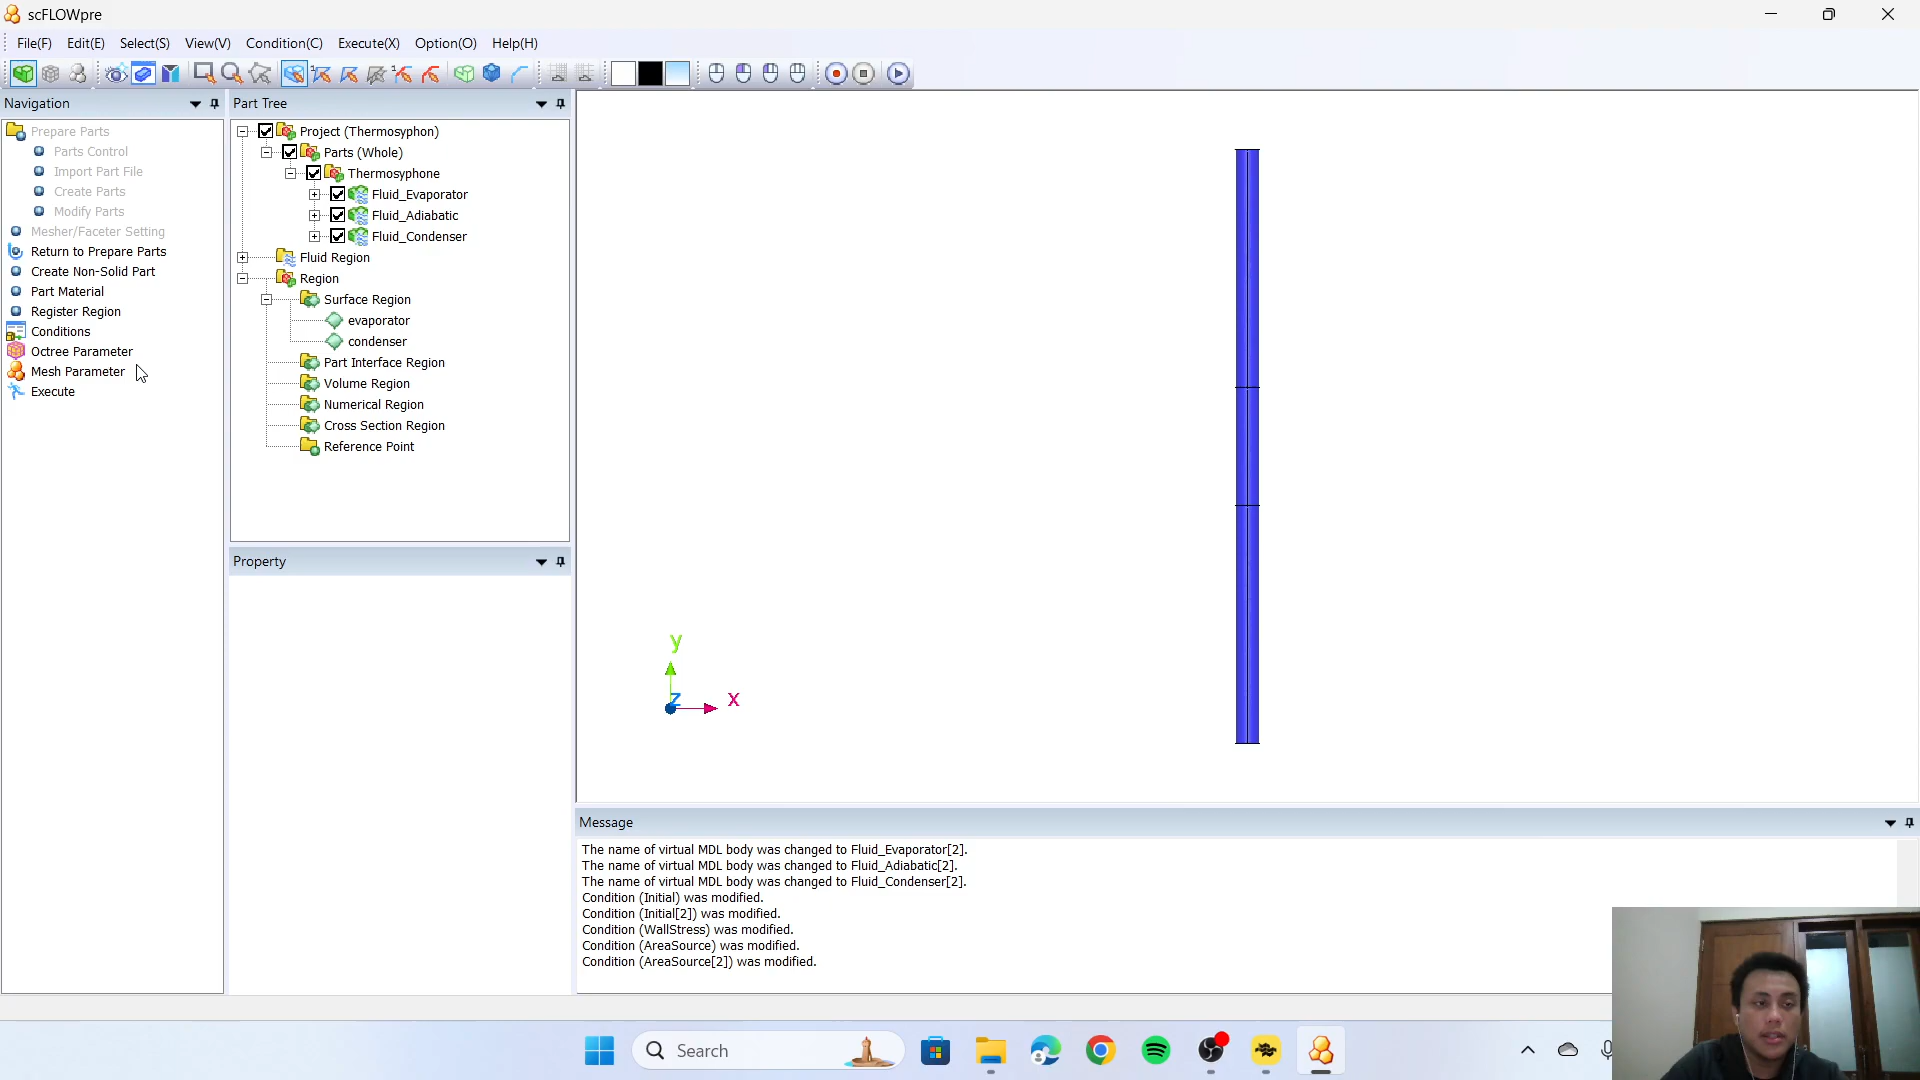 scFLOWpre
File(F) Edit(E) Select(S) View(V) Condition(C) Execute(X) Option(O) Help(H)
Navigation
Prepare Parts
Parts Control
Import Part File
Create Parts
Modify Parts
Mesher/Faceter Setting
Return to Prepare Parts
Create Non-Solid Part
Part Material
Register Region
Conditions
Octree Parameter
Mesh Parameter
Execute
Part Tree
Project (Thermosyphon)
Parts (Whole)
Thermosyphone
Fluid_Evaporator
Fluid_Adiabatic
Fluid_Condenser
Fluid Region
Region
Surface Region
evaporator
condenser
Part Interface Region
Volume Region
Numerical Region
Cross Section Region
Reference Point
Property
y
z
x
Message
The name of virtual MDL body was changed to Fluid_Evaporator[2].
The name of virtual MDL body was changed to Fluid_Adiabatic[2].
The name of virtual MDL body was changed to Fluid_Condenser[2].
Condition (Initial) was modified.
Condition (Initial[2]) was modified.
Condition (WallStress) was modified.
Condition (AreaSource) was modified.
Condition (AreaSource[2]) was modified.
Search